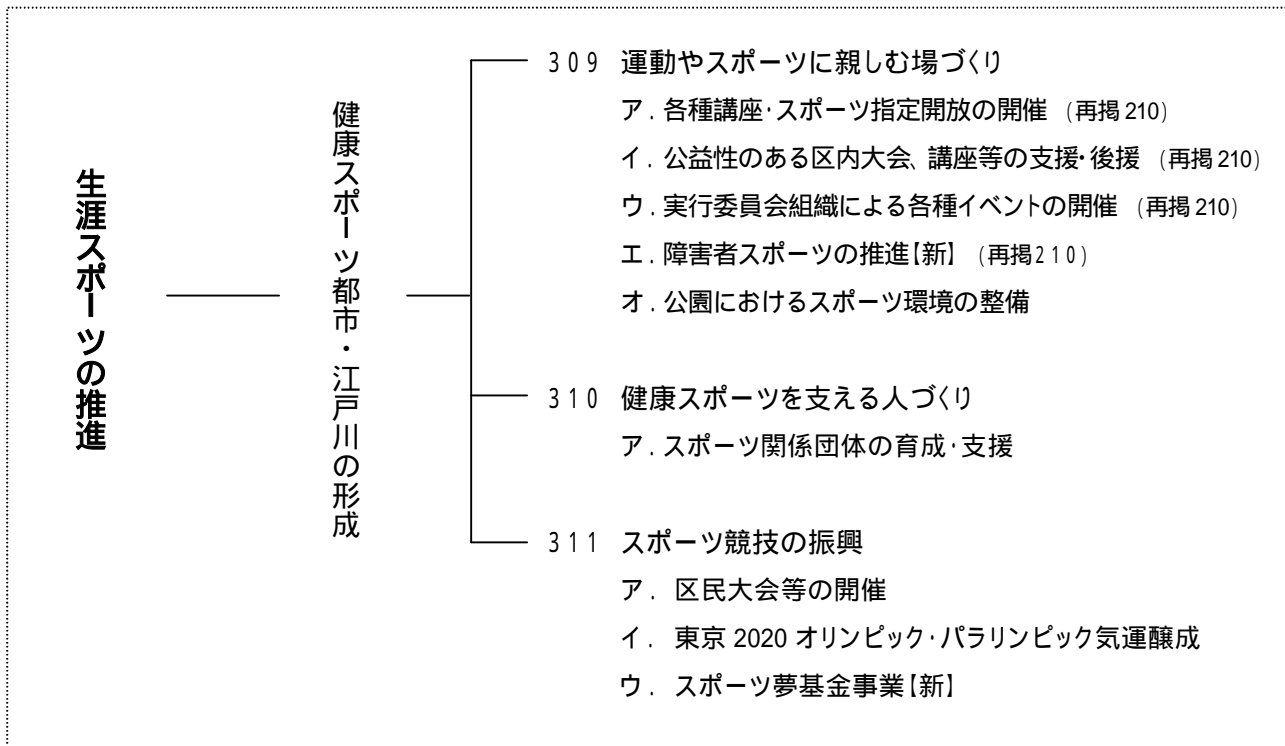 生涯スポーツの推進
健康スポーツ都市・江戸川の形成
309 運動やスポーツに親しむ場づくり
ア．各種講座・スポーツ指定開放の開催 (再掲 210)
イ．公益性のある区内大会、講座等の支援・後援 (再掲 210)
ウ．実行委員会組織による各種イベントの開催 (再掲 210)
エ．障害者スポーツの推進【新】 (再掲210)
オ．公園におけるスポーツ環境の整備
310 健康スポーツを支える人づくり
ア．スポーツ関係団体の育成・支援
311 スポーツ競技の振興
ア．区民大会等の開催
イ．東京 2020 オリンピック・パラリンピック気運醸成
ウ．スポーツ夢基金事業【新】